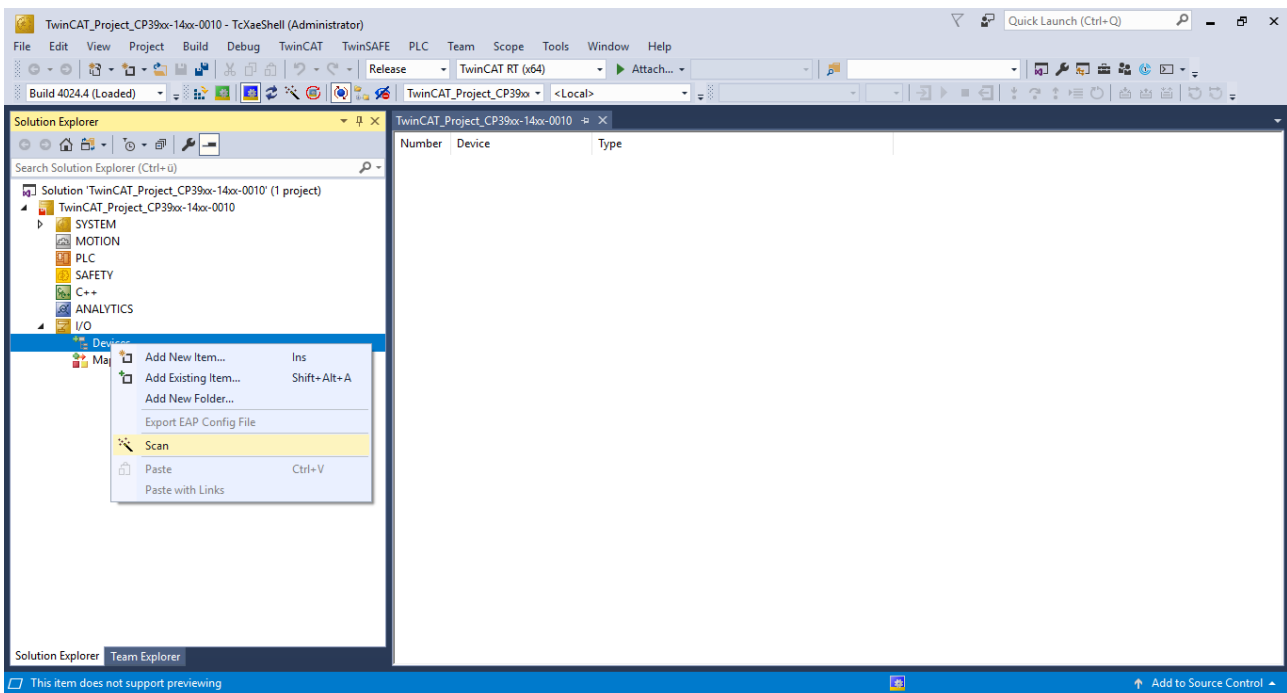 TwinCAT_Project_CP39xx-14xx-0010 - TcXaeShell (Administrator)
Quick Launch (Ctrl+Q)
File Edit View Project Build Debug TwinCAT TwinSAFE PLC Team Scope Tools Window Help
Release TwinCAT RT (x64) Attach...
Build 4024.4 (Loaded) TwinCAT_Project_CP39xx <Local>
Solution Explorer
TwinCAT_Project_CP39xx-14xx-0010
Number Device Type
Search Solution Explorer (Ctrl+ü)
Solution 'TwinCAT_Project_CP39xx-14xx-0010' (1 project)
TwinCAT_Project_CP39xx-14xx-0010
SYSTEM
MOTION
PLC
SAFETY
C++
ANALYTICS
I/O
Devices
Ma
Add New Item... Ins
Add Existing Item... Shift+Alt+A
Add New Folder...
Export EAP Config File
Scan
Paste Ctrl+V
Paste with Links
Solution Explorer Team Explorer
This item does not support previewing
Add to Source Control